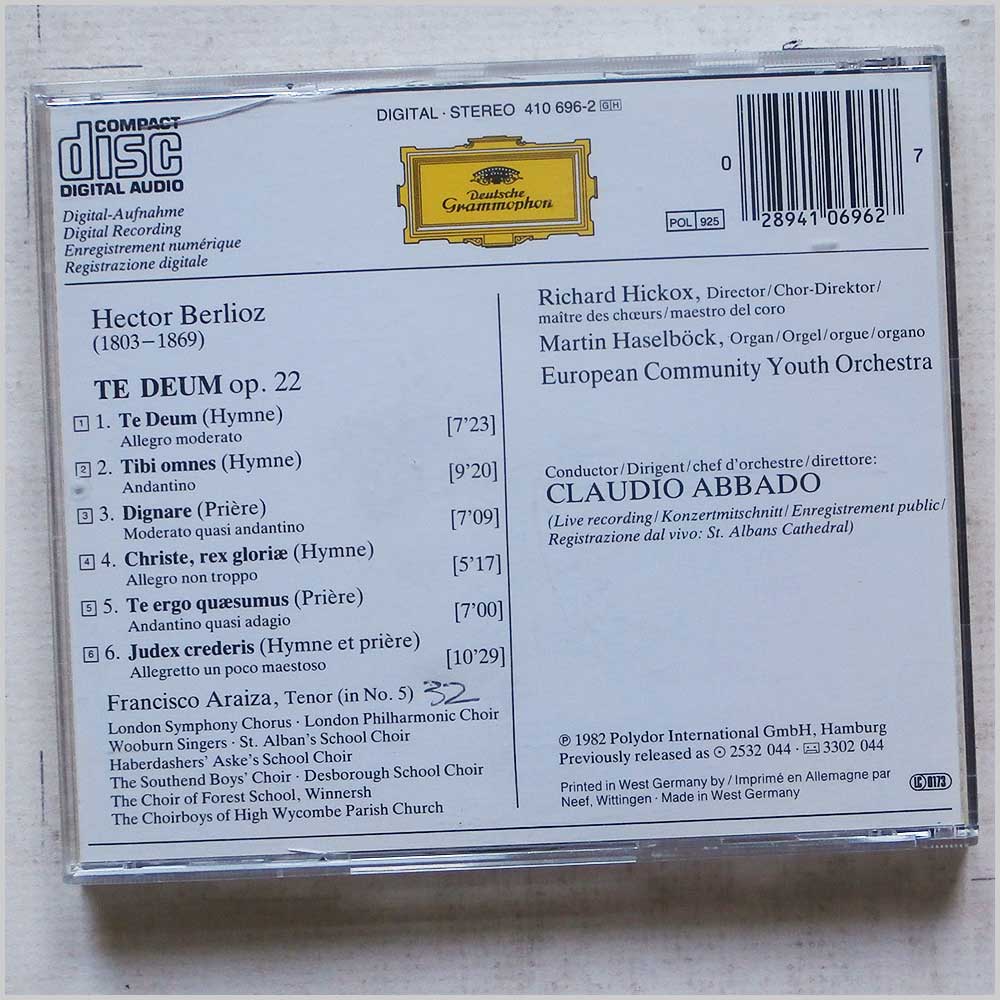 COMPACT
disc
DIGITAL AUDIO
Digital-Aufnahme
Digital Recording
Enregistrement numérique
Registrazione digitale
DIGITAL · STEREO 410 696-2 GH
Deutsche
Grammophon
POL 925
0 28941 06962 7
Hector Berlioz
(1803–1869)
TE DEUM op. 22
1 1. Te Deum (Hymne) [7'23]
Allegro moderato
2 2. Tibi omnes (Hymne) [9'20]
Andantino
3 3. Dignare (Prière) [7'09]
Moderato quasi andantino
4 4. Christe, rex gloriæ (Hymne) [5'17]
Allegro non troppo
5 5. Te ergo quæsumus (Prière) [7'00]
Andantino quasi adagio
6 6. Judex crederis (Hymne et prière) [10'29]
Allegretto un poco maestoso
Francisco Araiza, Tenor (in No. 5) 32
London Symphony Chorus · London Philharmonic Choir
Wooburn Singers · St. Alban's School Choir
Haberdashers' Aske's School Choir
The Southend Boys' Choir · Desborough School Choir
The Choir of Forest School, Winnersh
The Choirboys of High Wycombe Parish Church
Richard Hickox, Director/Chor-Direktor/
maître des chœurs/maestro del coro
Martin Haselböck, Organ/Orgel/orgue/organo
European Community Youth Orchestra
Conductor/Dirigent/chef d'orchestre/direttore:
CLAUDIO ABBADO
(Live recording/Konzertmitschnitt/Enregistrement public/
Registrazione dal vivo: St. Albans Cathedral)
℗ 1982 Polydor International GmbH, Hamburg
Previously released as 2532 044 · 3302 044
Printed in West Germany by / Imprimé en Allemagne par
Neef, Wittingen · Made in West Germany
LC 0173